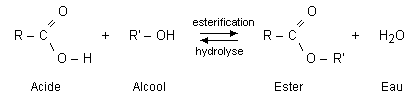 O
R – C + R' – OH esterification R – C + H₂O
hydrolyse
O – H O – R'
O
Acide Alcool Ester Eau